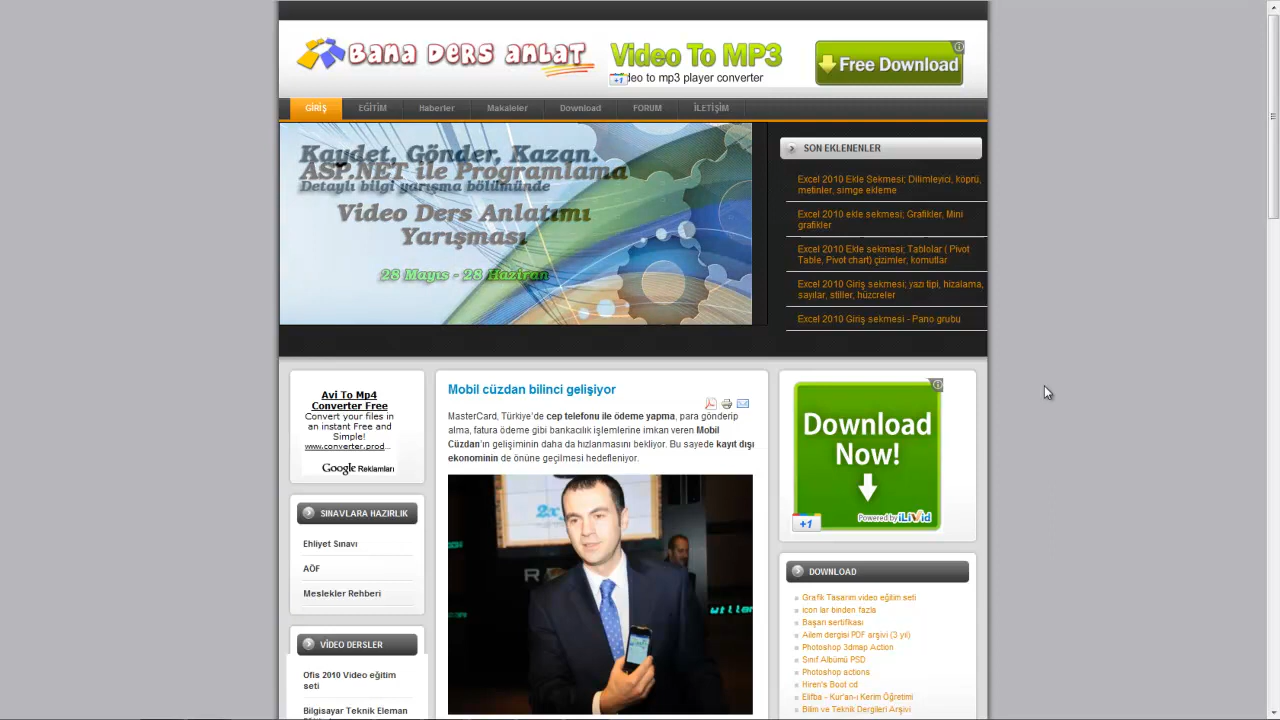 Bana Ders Anlat
Video To MP3
+1
deo to mp3 player converter
Free Download
GİRİŞ
EĞİTİM
Haberler
Makaleler
Download
FORUM
İLETİŞİM
Kaydet, Gönder, Kazan.
ASP.NET ile Programlama
Detaylı bilgi yarışma bölümünde
Video Ders Anlatımı
Yarışması
28 Mayıs - 28 Haziran
SON EKLENENLER
Excel 2010 Ekle Sekmesi; Dilimleyici, köprü,
metinler, simge ekleme
Excel 2010 ekle sekmesi; Grafikler, Mini
grafikler
Excel 2010 Ekle sekmesi; Tablolar ( Pivot
Table, Pivot chart) çizimler, komutlar
Excel 2010 Giriş sekmesi; yazı tipi, hizalama,
sayılar, stiller, hüzcreler
Excel 2010 Giriş sekmesi - Pano grubu
Avi To Mp4
Converter Free
Convert your files in
an instant Free and
Simple!
www.converter.prod...
Google Reklamları
SINAVLARA HAZIRLIK
Ehliyet Sınavı
AÖF
Meslekler Rehberi
VİDEO DERSLER
Ofis 2010 Video eğitim
seti
Bilgisayar Teknik Eleman
Mobil cüzdan bilinci gelişiyor
MasterCard, Türkiye'de cep telefonu ile ödeme yapma, para gönderip
alma, fatura ödeme gibi bankacılık işlemlerine imkan veren Mobil
Cüzdan'ın gelişiminin daha da hızlanmasını bekliyor. Bu sayede kayıt dışı
ekonominin de önüne geçilmesi hedefleniyor.
Download
Now!
+1
Powered by iLivid
DOWNLOAD
Grafik Tasarım video eğitim seti
icon lar binden fazla
Başarı sertifikası
Ailem dergisi PDF arşivi (3 yıl)
Photoshop 3dmap Action
Sınıf Albümü PSD
Photoshop actions
Hiren's Boot cd
Elifba - Kur'an-ı Kerim Öğretimi
Bilim ve Teknik Dergileri Arşivi